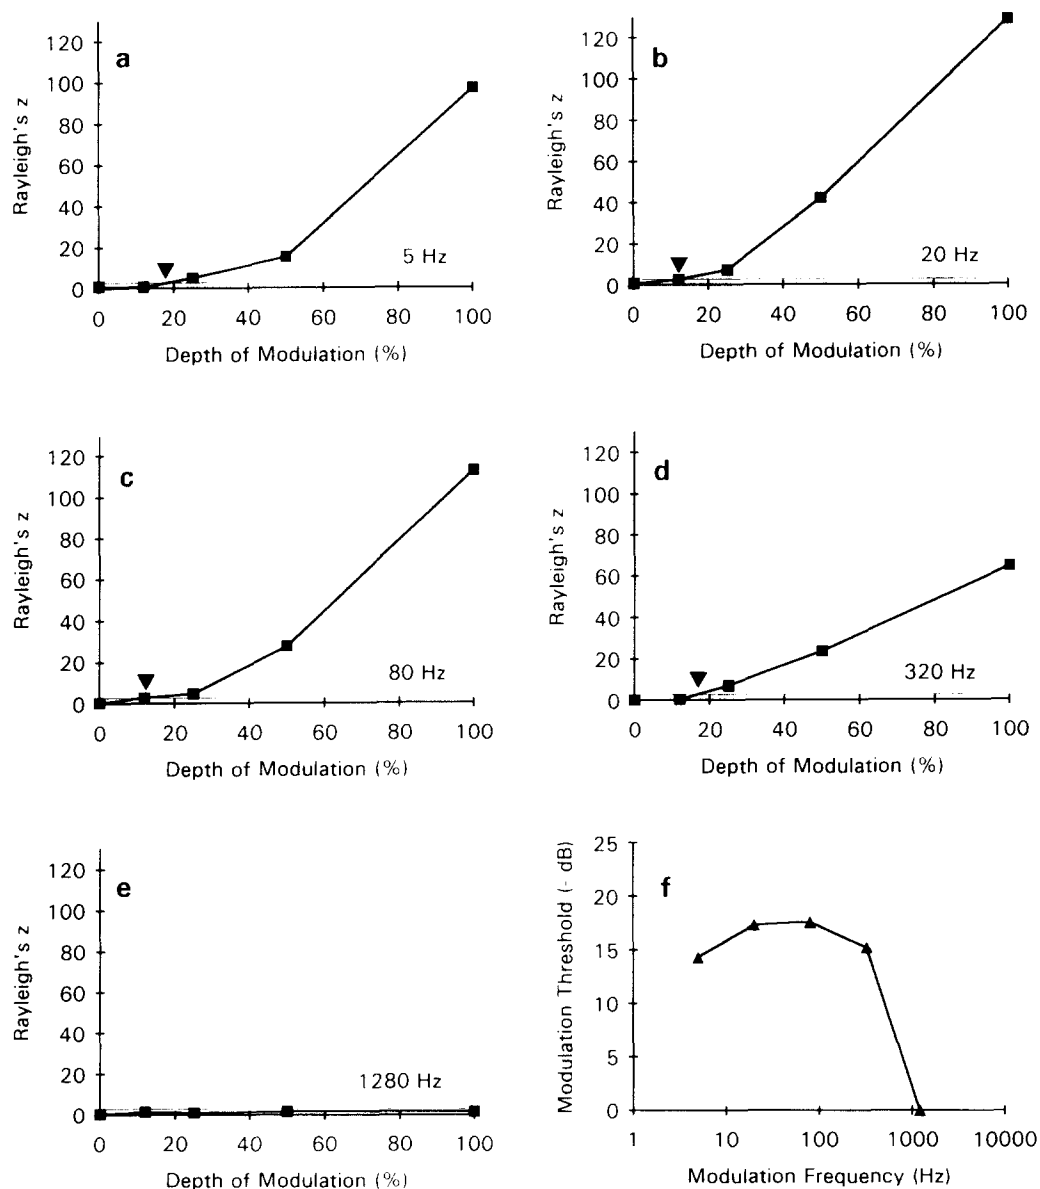 a
120
100
80
60
40
20
0
Rayleigh's z
5 Hz
0 20 40 60 80 100
Depth of Modulation (%)
b
120
100
80
60
40
20
0
Rayleigh's z
20 Hz
0 20 40 60 80 100
Depth of Modulation (%)
c
120
100
80
60
40
20
0
Rayleigh's z
80 Hz
0 20 40 60 80 100
Depth of Modulation (%)
d
120
100
80
60
40
20
0
Rayleigh's z
320 Hz
0 20 40 60 80 100
Depth of Modulation (%)
e
120
100
80
60
40
20
0
Rayleigh's z
1280 Hz
0 20 40 60 80 100
Depth of Modulation (%)
f
25
20
15
10
5
0
Modulation Threshold (- dB)
1 10 100 1000 10000
Modulation Frequency (Hz)